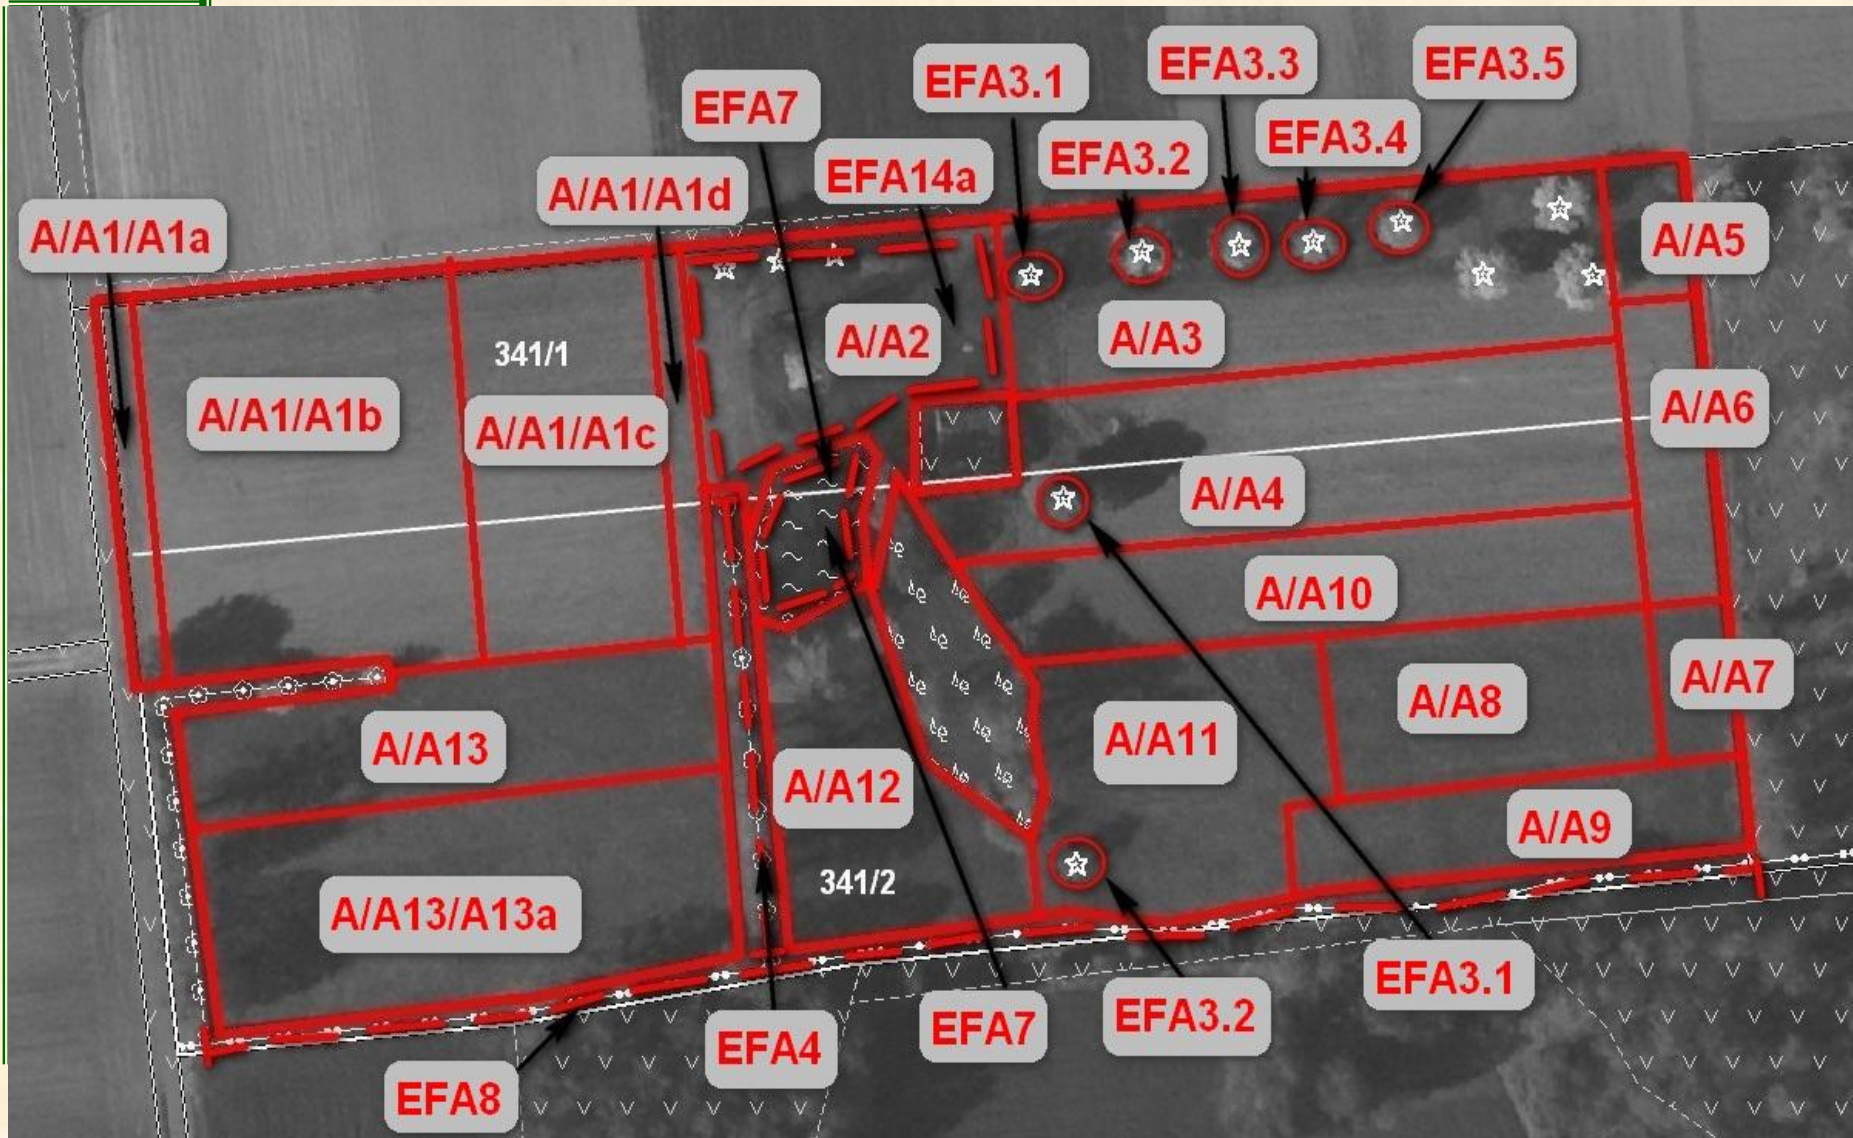 EFA3.3
EFA3.5
EFA3.1
EFA7
EFA3.4
EFA3.2
EFA14a
A/A1/A1d
A/A1/A1a
A/A5
A/A2
A/A3
341/1
A/A1/A1b
A/A1/A1c
A/A6
A/A4
A/A10
A/A7
A/A8
A/A11
A/A13
A/A12
A/A9
341/2
A/A13/A13a
EFA3.1
EFA3.2
EFA7
EFA4
EFA8